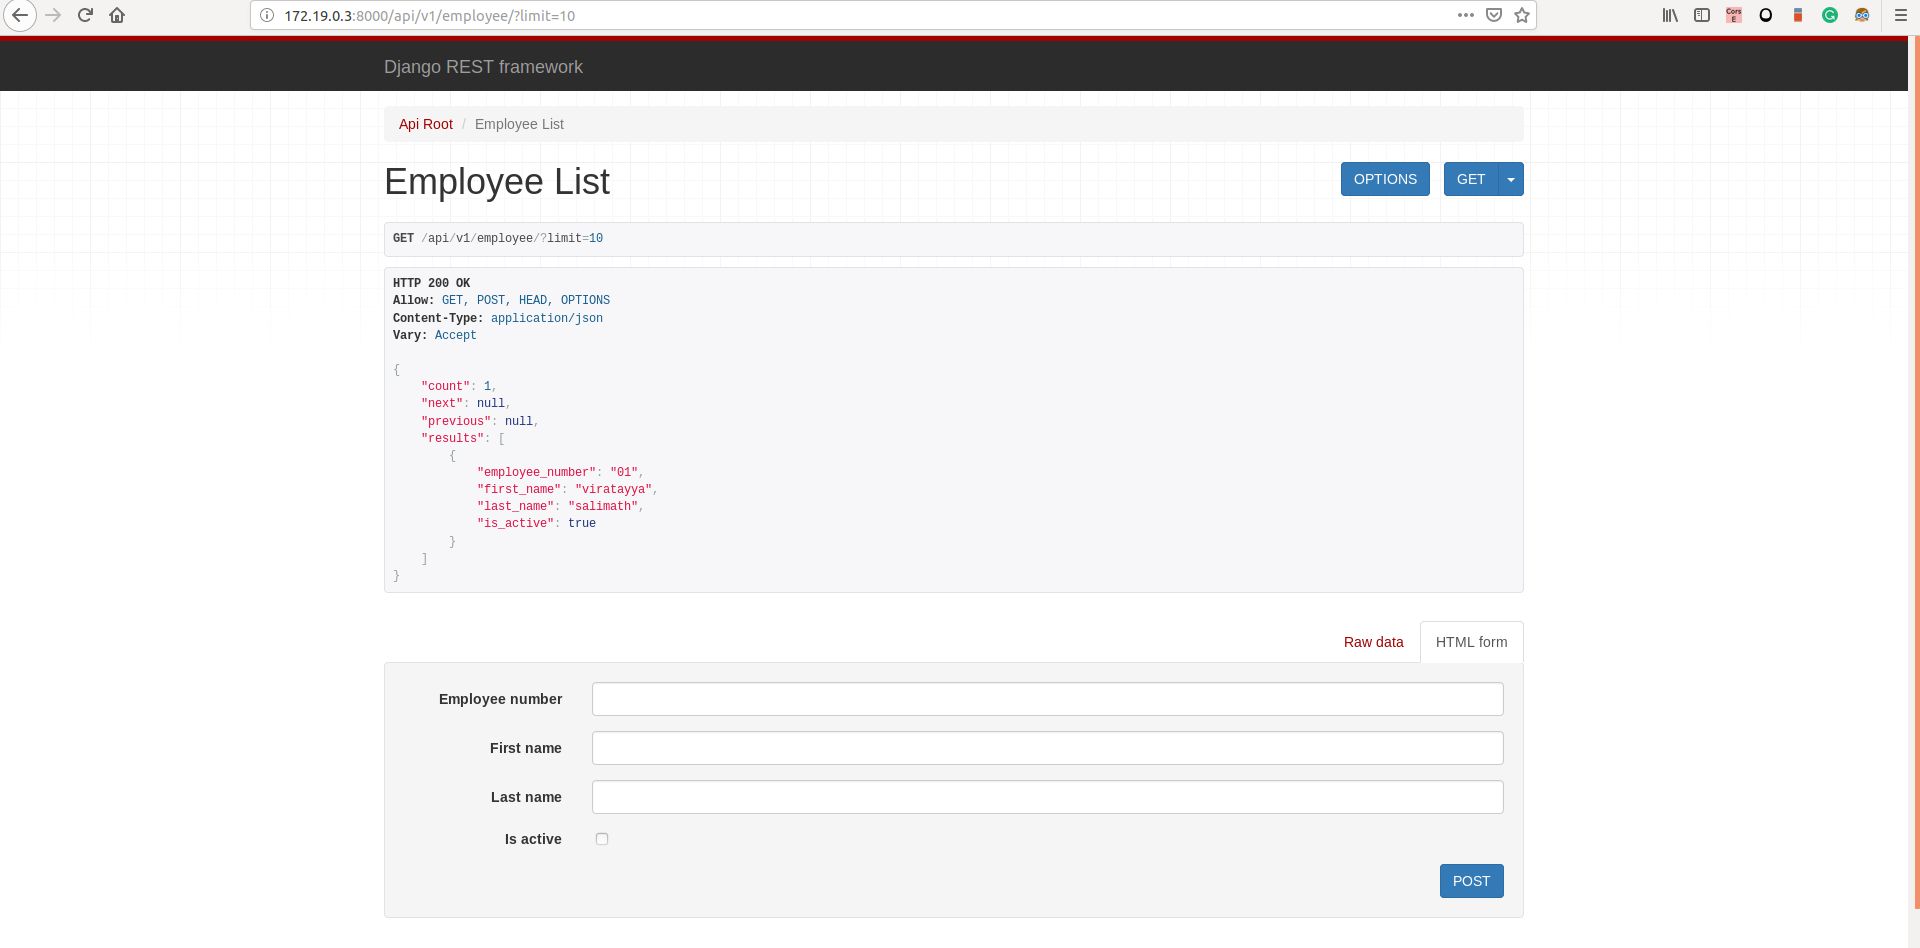 172.19.0.3:8000/api/v1/employee/?limit=10
Cors
E
Django REST framework
Api Root / Employee List
Employee List
OPTIONS GET
GET /api/v1/employee/?limit=10
HTTP 200 OK
Allow: GET, POST, HEAD, OPTIONS
Content-Type: application/json
Vary: Accept
{
    "count": 1,
    "next": null,
    "previous": null,
    "results": [
        {
            "employee_number": "01",
            "first_name": "viratayya",
            "last_name": "salimath",
            "is_active": true
        }
    ]
}
Raw data HTML form
Employee number
First name
Last name
Is active
POST